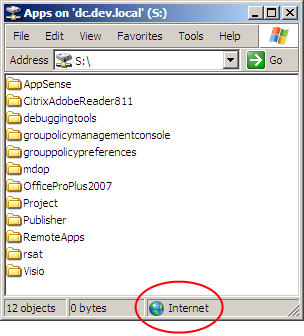 Apps on 'dc.dev.local' (S:)
File Edit View Favorites Tools Help
Address S:\ Go
AppSense
CitrixAdobeReader811
debuggingtools
groupolicymanagementconsole
grouppolicypreferences
mdop
OfficeProPlus2007
Project
Publisher
RemoteApps
rsat
Visio
12 objects 0 bytes Internet